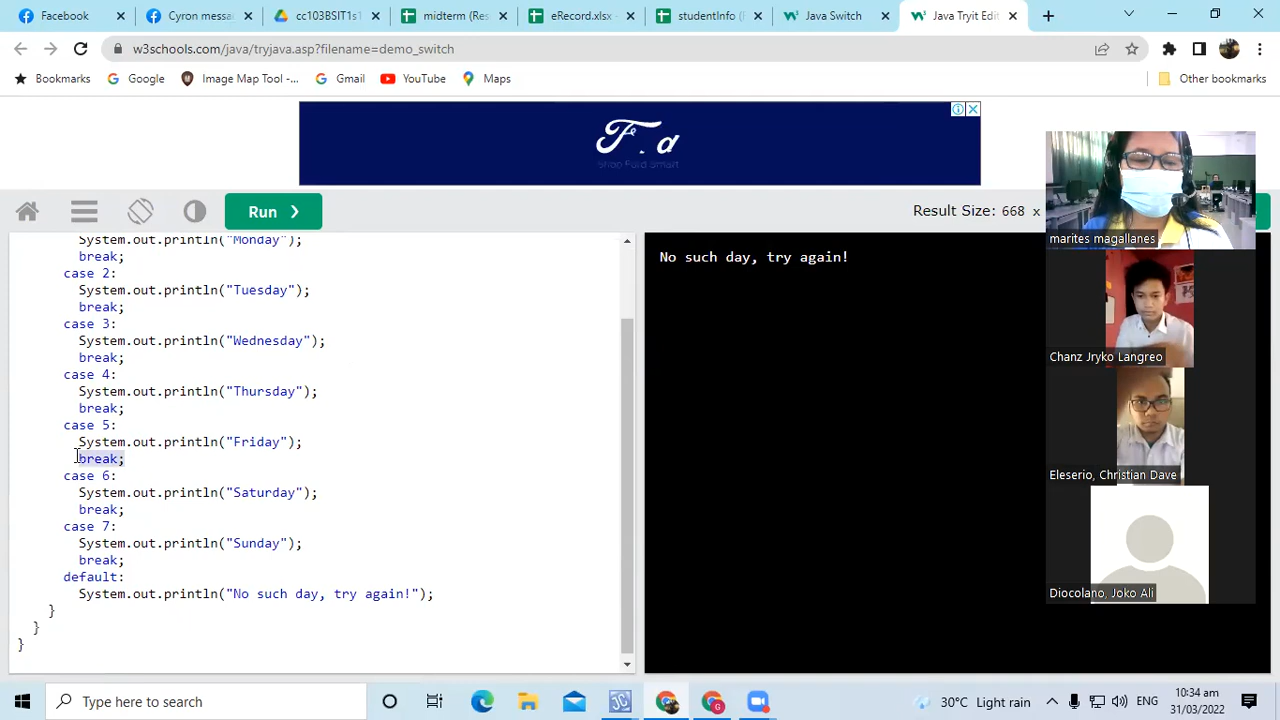 Facebook
Cyron messa
cc103BSIT1s1
midterm (Res
eRecord.xlsx -
studentInfo (
Java Switch
Java Tryit Edit
w3schools.com/java/tryjava.asp?filename=demo_switch
Bookmarks
Google
Image Map Tool -...
Gmail
YouTube
Maps
Other bookmarks
Run ❯
Result Size: 668 x
System.out.println("Monday");
break;
case 2:
System.out.println("Tuesday");
break;
case 3:
System.out.println("Wednesday");
break;
case 4:
System.out.println("Thursday");
break;
case 5:
System.out.println("Friday");
break;
case 6:
System.out.println("Saturday");
break;
case 7:
System.out.println("Sunday");
break;
default:
System.out.println("No such day, try again!");
}
}
}
No such day, try again!
marites magallanes
Chanz Jryko Langreo
Eleserio, Christian Dave
Diocolano, Joko Ali
Type here to search
30°C Light rain
ENG
10:34 am
31/03/2022